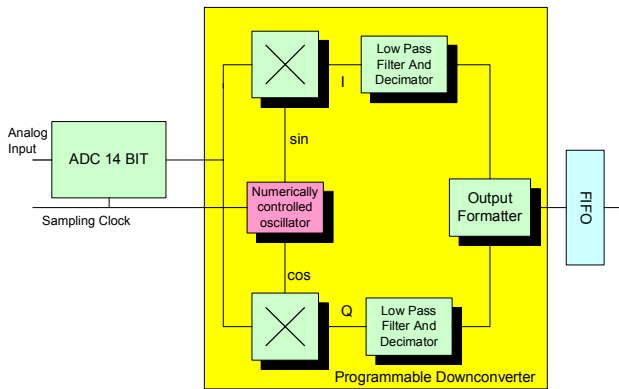 Low Pass
Filter And
Decimator
I
Analog
Input
ADC 14 BIT
sin
Numerically
controlled
oscillator
Output
Formatter
FIFO
Sampling Clock
cos
Q
Low Pass
Filter And
Decimator
Programmable Downconverter